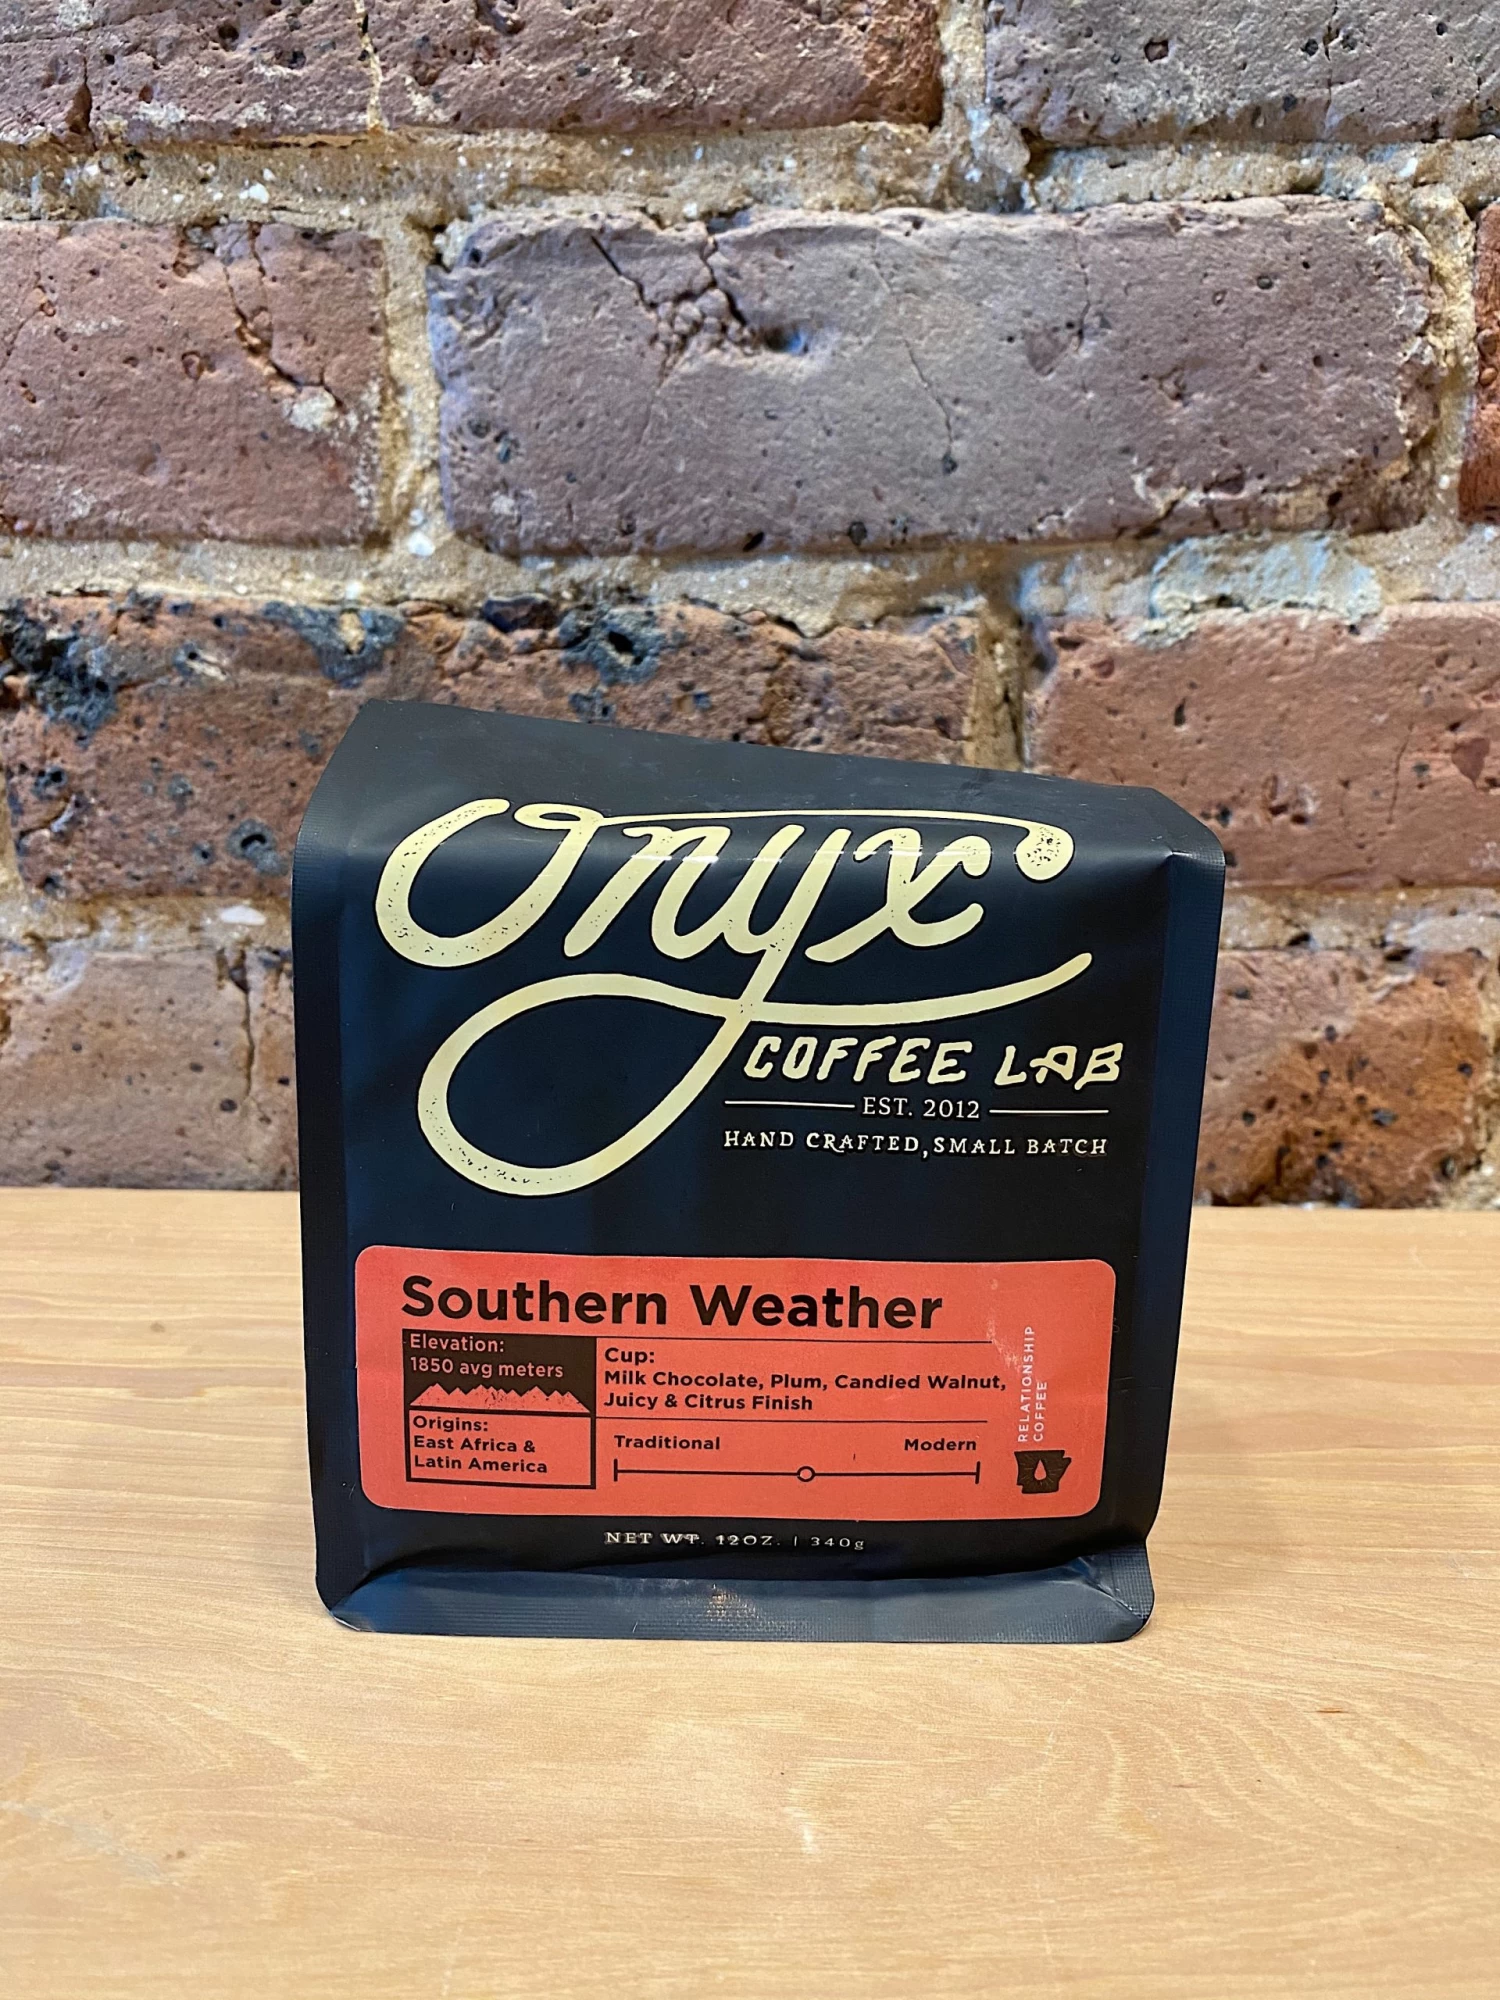 Onyx
COFFEE LAB
EST. 2012
HAND CRAFTED, SMALL BATCH
Southern Weather
Elevation:
1850 avg meters
Origins:
East Africa &
Latin America
Cup:
Milk Chocolate, Plum, Candied Walnut,
Juicy & Citrus Finish
Traditional Modern
RELATIONSHIP
COFFEE
NET WT. 12OZ. | 340g